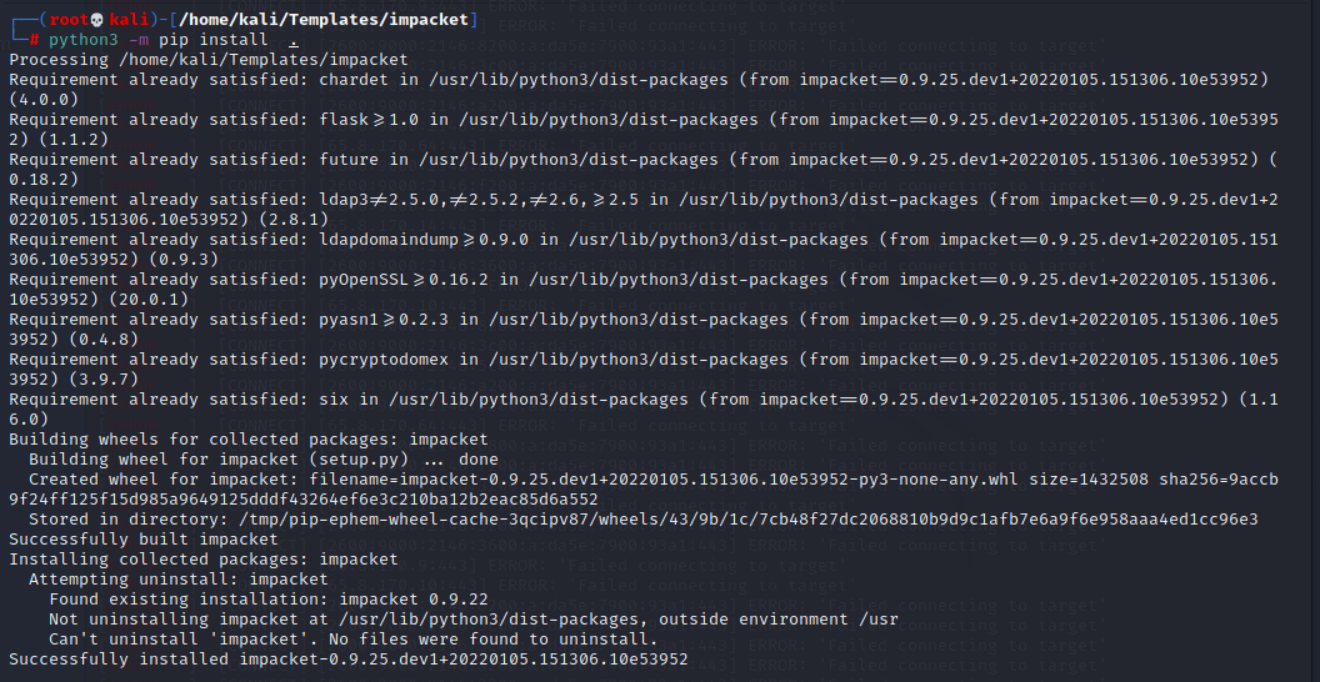 ┌──(root💀kali)-[/home/kali/Templates/impacket]
└─# python3 -m pip install .
Processing /home/kali/Templates/impacket
Requirement already satisfied: chardet in /usr/lib/python3/dist-packages (from impacket==0.9.25.dev1+20220105.151306.10e53952)
(4.0.0)
Requirement already satisfied: flask>=1.0 in /usr/lib/python3/dist-packages (from impacket==0.9.25.dev1+20220105.151306.10e5395
2) (1.1.2)
Requirement already satisfied: future in /usr/lib/python3/dist-packages (from impacket==0.9.25.dev1+20220105.151306.10e53952) (
0.18.2)
Requirement already satisfied: ldap3!=2.5.0,!=2.5.2,!=2.6,>=2.5 in /usr/lib/python3/dist-packages (from impacket==0.9.25.dev1+2
0220105.151306.10e53952) (2.8.1)
Requirement already satisfied: ldapdomaindump>=0.9.0 in /usr/lib/python3/dist-packages (from impacket==0.9.25.dev1+20220105.151
306.10e53952) (0.9.3)
Requirement already satisfied: pyOpenSSL>=0.16.2 in /usr/lib/python3/dist-packages (from impacket==0.9.25.dev1+20220105.151306.
10e53952) (20.0.1)
Requirement already satisfied: pyasn1>=0.2.3 in /usr/lib/python3/dist-packages (from impacket==0.9.25.dev1+20220105.151306.10e5
3952) (0.4.8)
Requirement already satisfied: pycryptodomex in /usr/lib/python3/dist-packages (from impacket==0.9.25.dev1+20220105.151306.10e5
3952) (3.9.7)
Requirement already satisfied: six in /usr/lib/python3/dist-packages (from impacket==0.9.25.dev1+20220105.151306.10e53952) (1.1
6.0)
Building wheels for collected packages: impacket
  Building wheel for impacket (setup.py) ... done
  Created wheel for impacket: filename=impacket-0.9.25.dev1+20220105.151306.10e53952-py3-none-any.whl size=1432508 sha256=9accb
9f24ff125f15d985a9649125dddf43264ef6e3c210ba12b2eac85d6a552
  Stored in directory: /tmp/pip-ephem-wheel-cache-3qcipv87/wheels/43/9b/1c/7cb48f27dc2068810b9d9c1afb7e6a9f6e958aaa4ed1cc96e3
Successfully built impacket
Installing collected packages: impacket
  Attempting uninstall: impacket
    Found existing installation: impacket 0.9.22
    Not uninstalling impacket at /usr/lib/python3/dist-packages, outside environment /usr
    Can't uninstall 'impacket'. No files were found to uninstall.
Successfully installed impacket-0.9.25.dev1+20220105.151306.10e53952